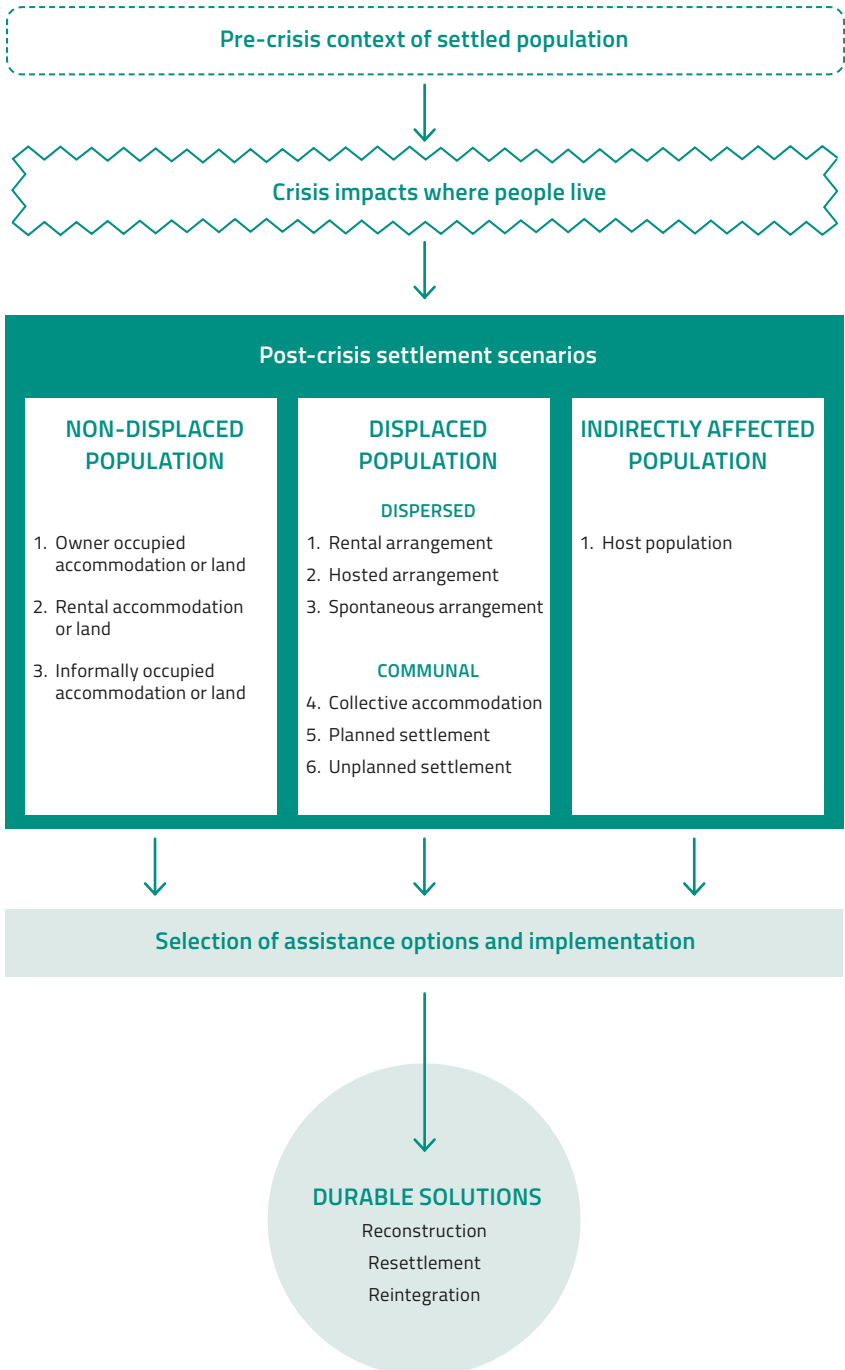 Pre-crisis context of settled population
Crisis impacts where people live
Post-crisis settlement scenarios
NON-DISPLACED
POPULATION
1. Owner occupied
accommodation or land
2. Rental accommodation
or land
3. Informally occupied
accommodation or land
DISPLACED
POPULATION
DISPERSED
1. Rental arrangement
2. Hosted arrangement
3. Spontaneous arrangement
COMMUNAL
4. Collective accommodation
5. Planned settlement
6. Unplanned settlement
INDIRECTLY AFFECTED
POPULATION
1. Host population
Selection of assistance options and implementation
DURABLE SOLUTIONS
Reconstruction
Resettlement
Reintegration